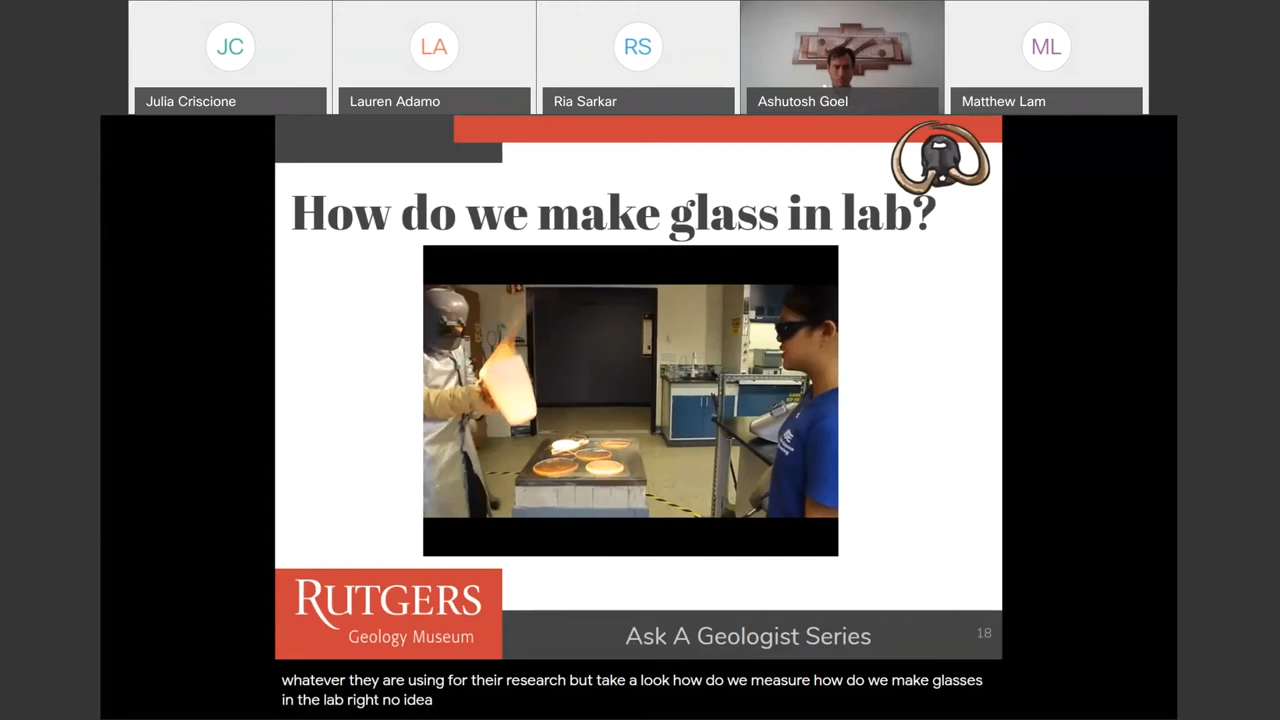 JC
LA
RS
ML
Julia Criscione
Lauren Adamo
Ria Sarkar
Ashutosh Goel
Matthew Lam
How do we make glass in lab?
RUTGERS
Geology Museum
Ask A Geologist Series
18
whatever they are using for their research but take a look how do we measure how do we make glasses
in the lab right no idea